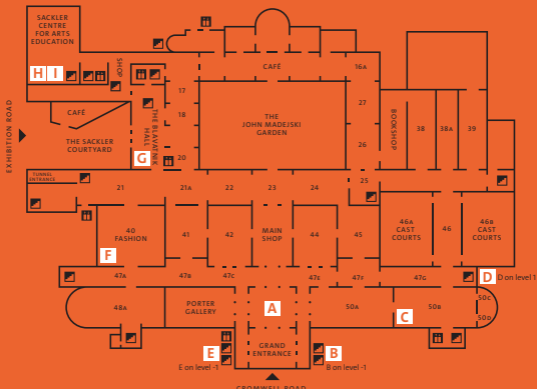 SACKLER
CENTRE
FOR ARTS
EDUCATION
H I
SHOP
CAFÉ
16A
17
18
20
27
26
25
THE
JOHN MADEJSKI
GARDEN
BOOKSHOP
38
38A
39
EXHIBITION ROAD
CAFÉ
THE SACKLER
COURTYARD
THE BLAVATNIK
HALL
G
TUNNEL
ENTRANCE
21
21A
22
23
24
40
FASHION
F
41
42
MAIN
SHOP
44
45
46A
CAST
COURTS
46
46B
CAST
COURTS
47A
47B
47C
47E
47F
47G
D D on level 1
48A
PORTER
GALLERY
A
50A
C
50B
50C
50D
GRAND
ENTRANCE
E
E on level -1
B
B on level -1
CROMWELL ROAD